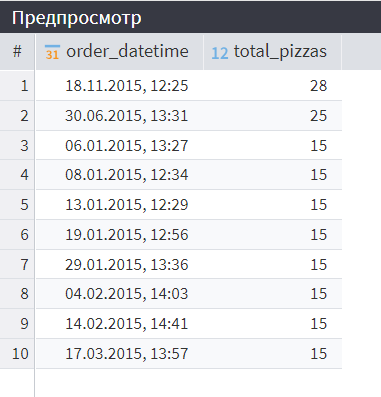 Предпросмотр
# 31 order_datetime 12 total_pizzas
1 18.11.2015, 12:25 28
2 30.06.2015, 13:31 25
3 06.01.2015, 13:27 15
4 08.01.2015, 12:34 15
5 13.01.2015, 12:29 15
6 19.01.2015, 12:56 15
7 29.01.2015, 13:36 15
8 04.02.2015, 14:03 15
9 14.02.2015, 14:41 15
10 17.03.2015, 13:57 15